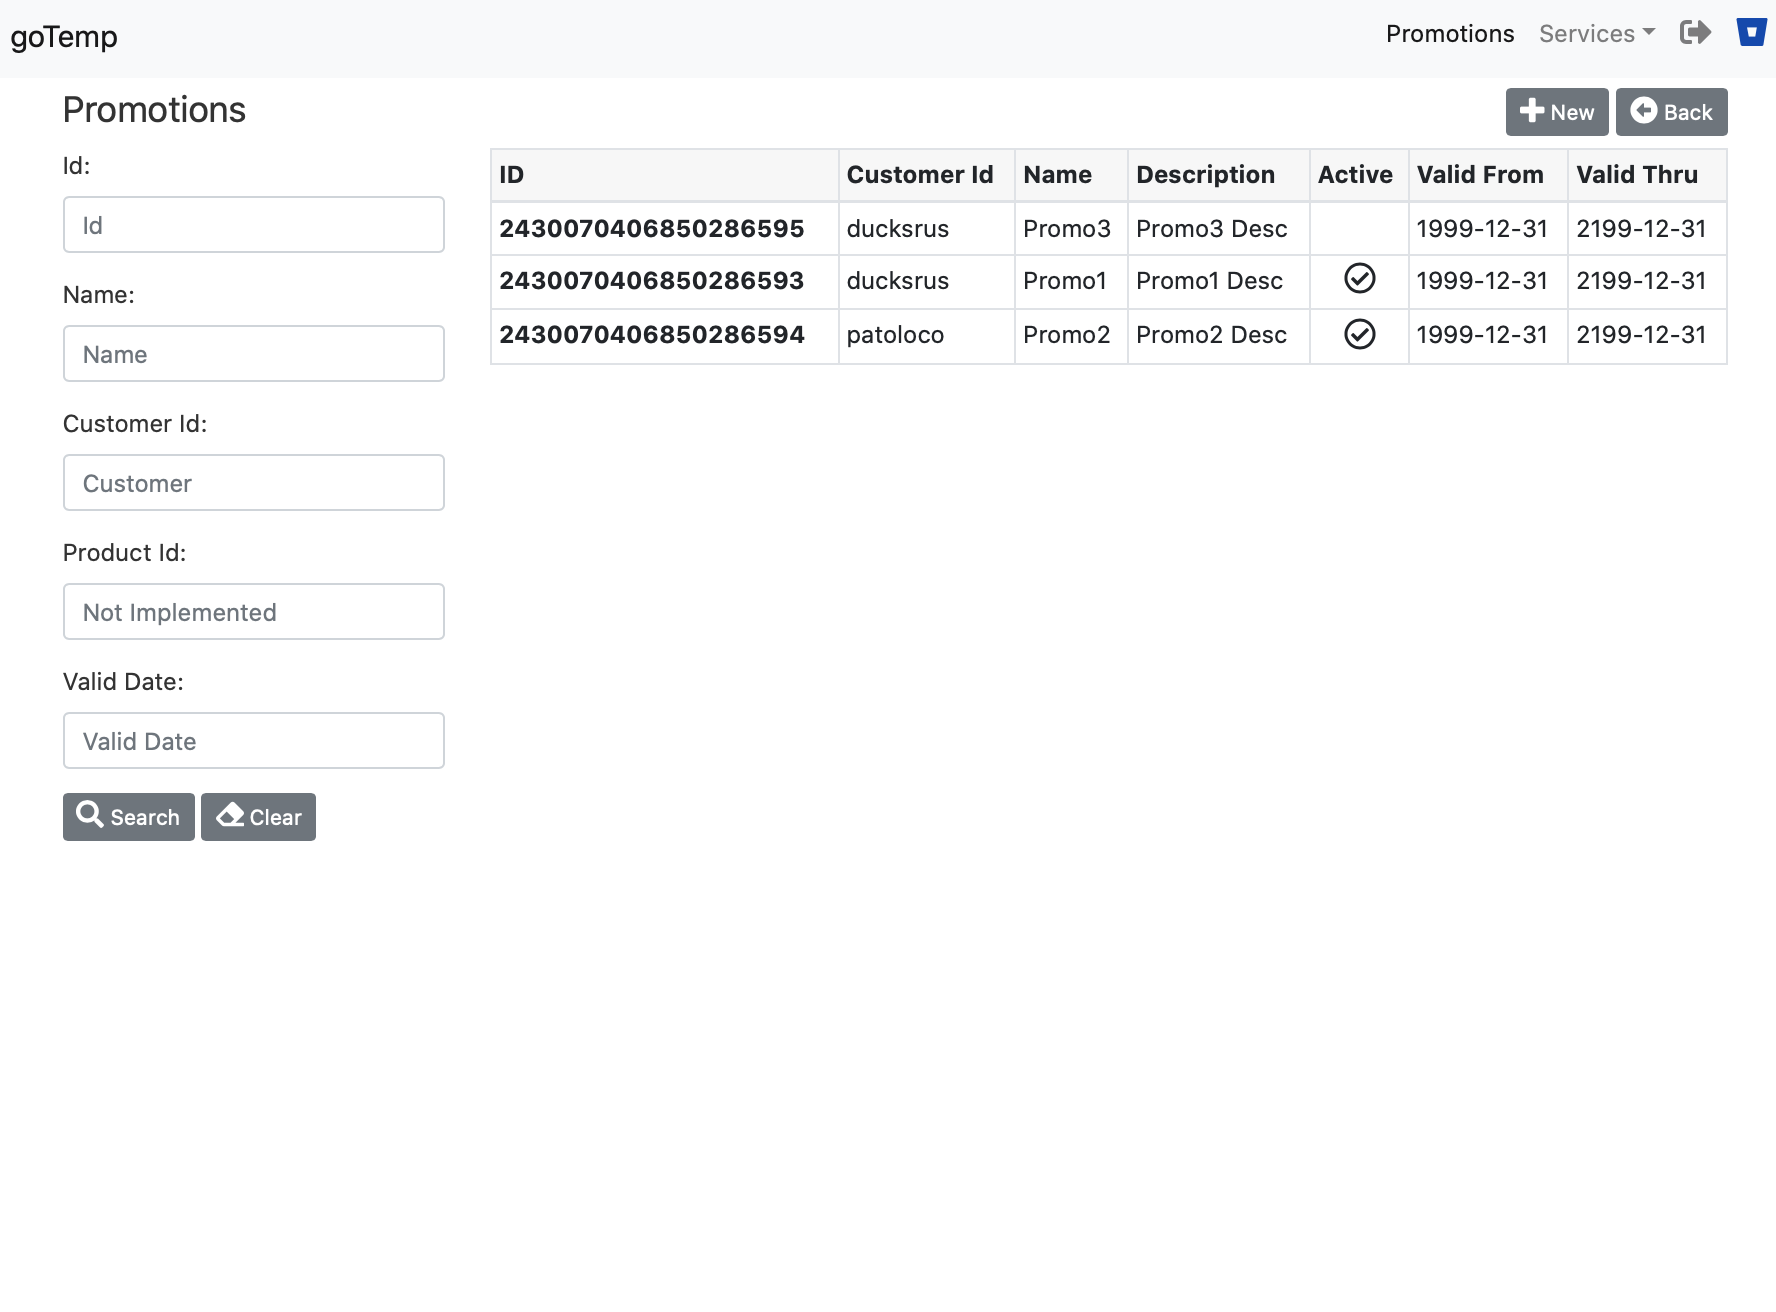 goTemp
Promotions Services
Promotions
New Back
Id:
Id
Name:
Name
Customer Id:
Customer
Product Id:
Not Implemented
Valid Date:
Valid Date
Search Clear
ID Customer Id Name Description Active Valid From Valid Thru
2430070406850286595 ducksrus Promo3 Promo3 Desc 1999-12-31 2199-12-31
2430070406850286593 ducksrus Promo1 Promo1 Desc 1999-12-31 2199-12-31
2430070406850286594 patoloco Promo2 Promo2 Desc 1999-12-31 2199-12-31